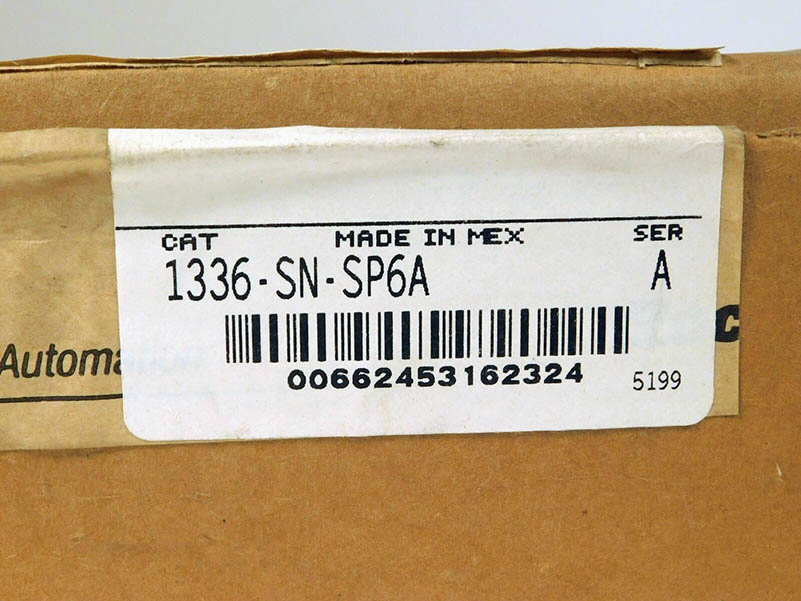 CAT MADE IN MEX SER
1336-SN-SP6A A
00662453162324 5199
Automa
c